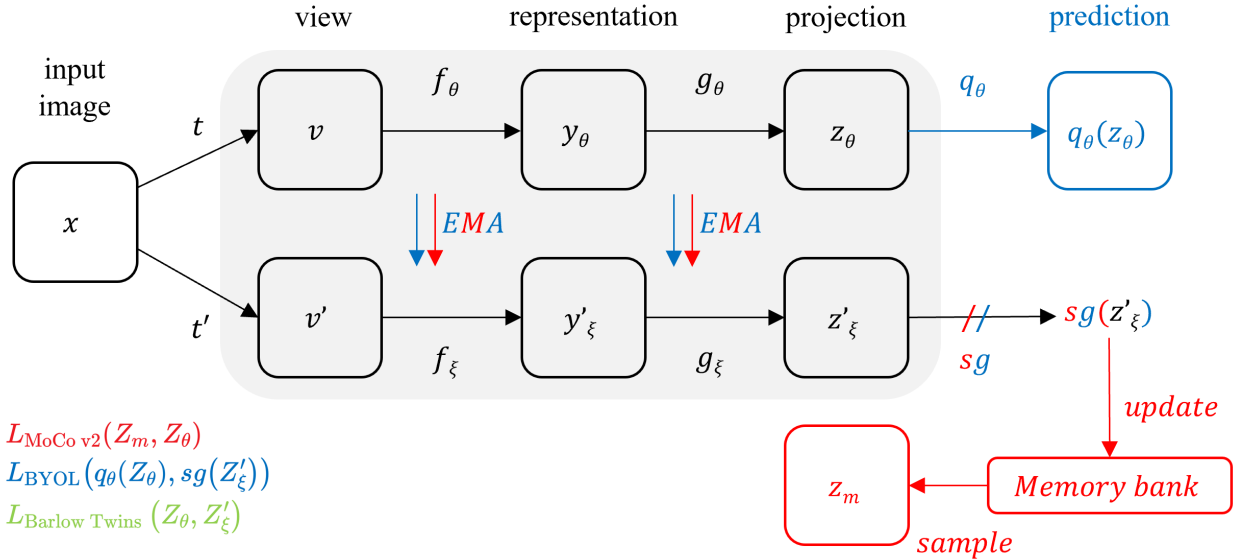 view representation projection prediction
input
image
t
f_θ
g_θ
q_θ
v
y_θ
z_θ
q_θ(z_θ)
x
EMA
EMA
t′
v'
y'_ξ
z'_ξ
sg(z'_ξ)
f_ξ
g_ξ
sg
update
L_MoCo v2(Z_m, Z_θ)
L_BYOL(q_θ(Z_θ), sg(Z′_ξ))
L_Barlow Twins (Z_θ, Z′_ξ)
z_m
Memory bank
sample